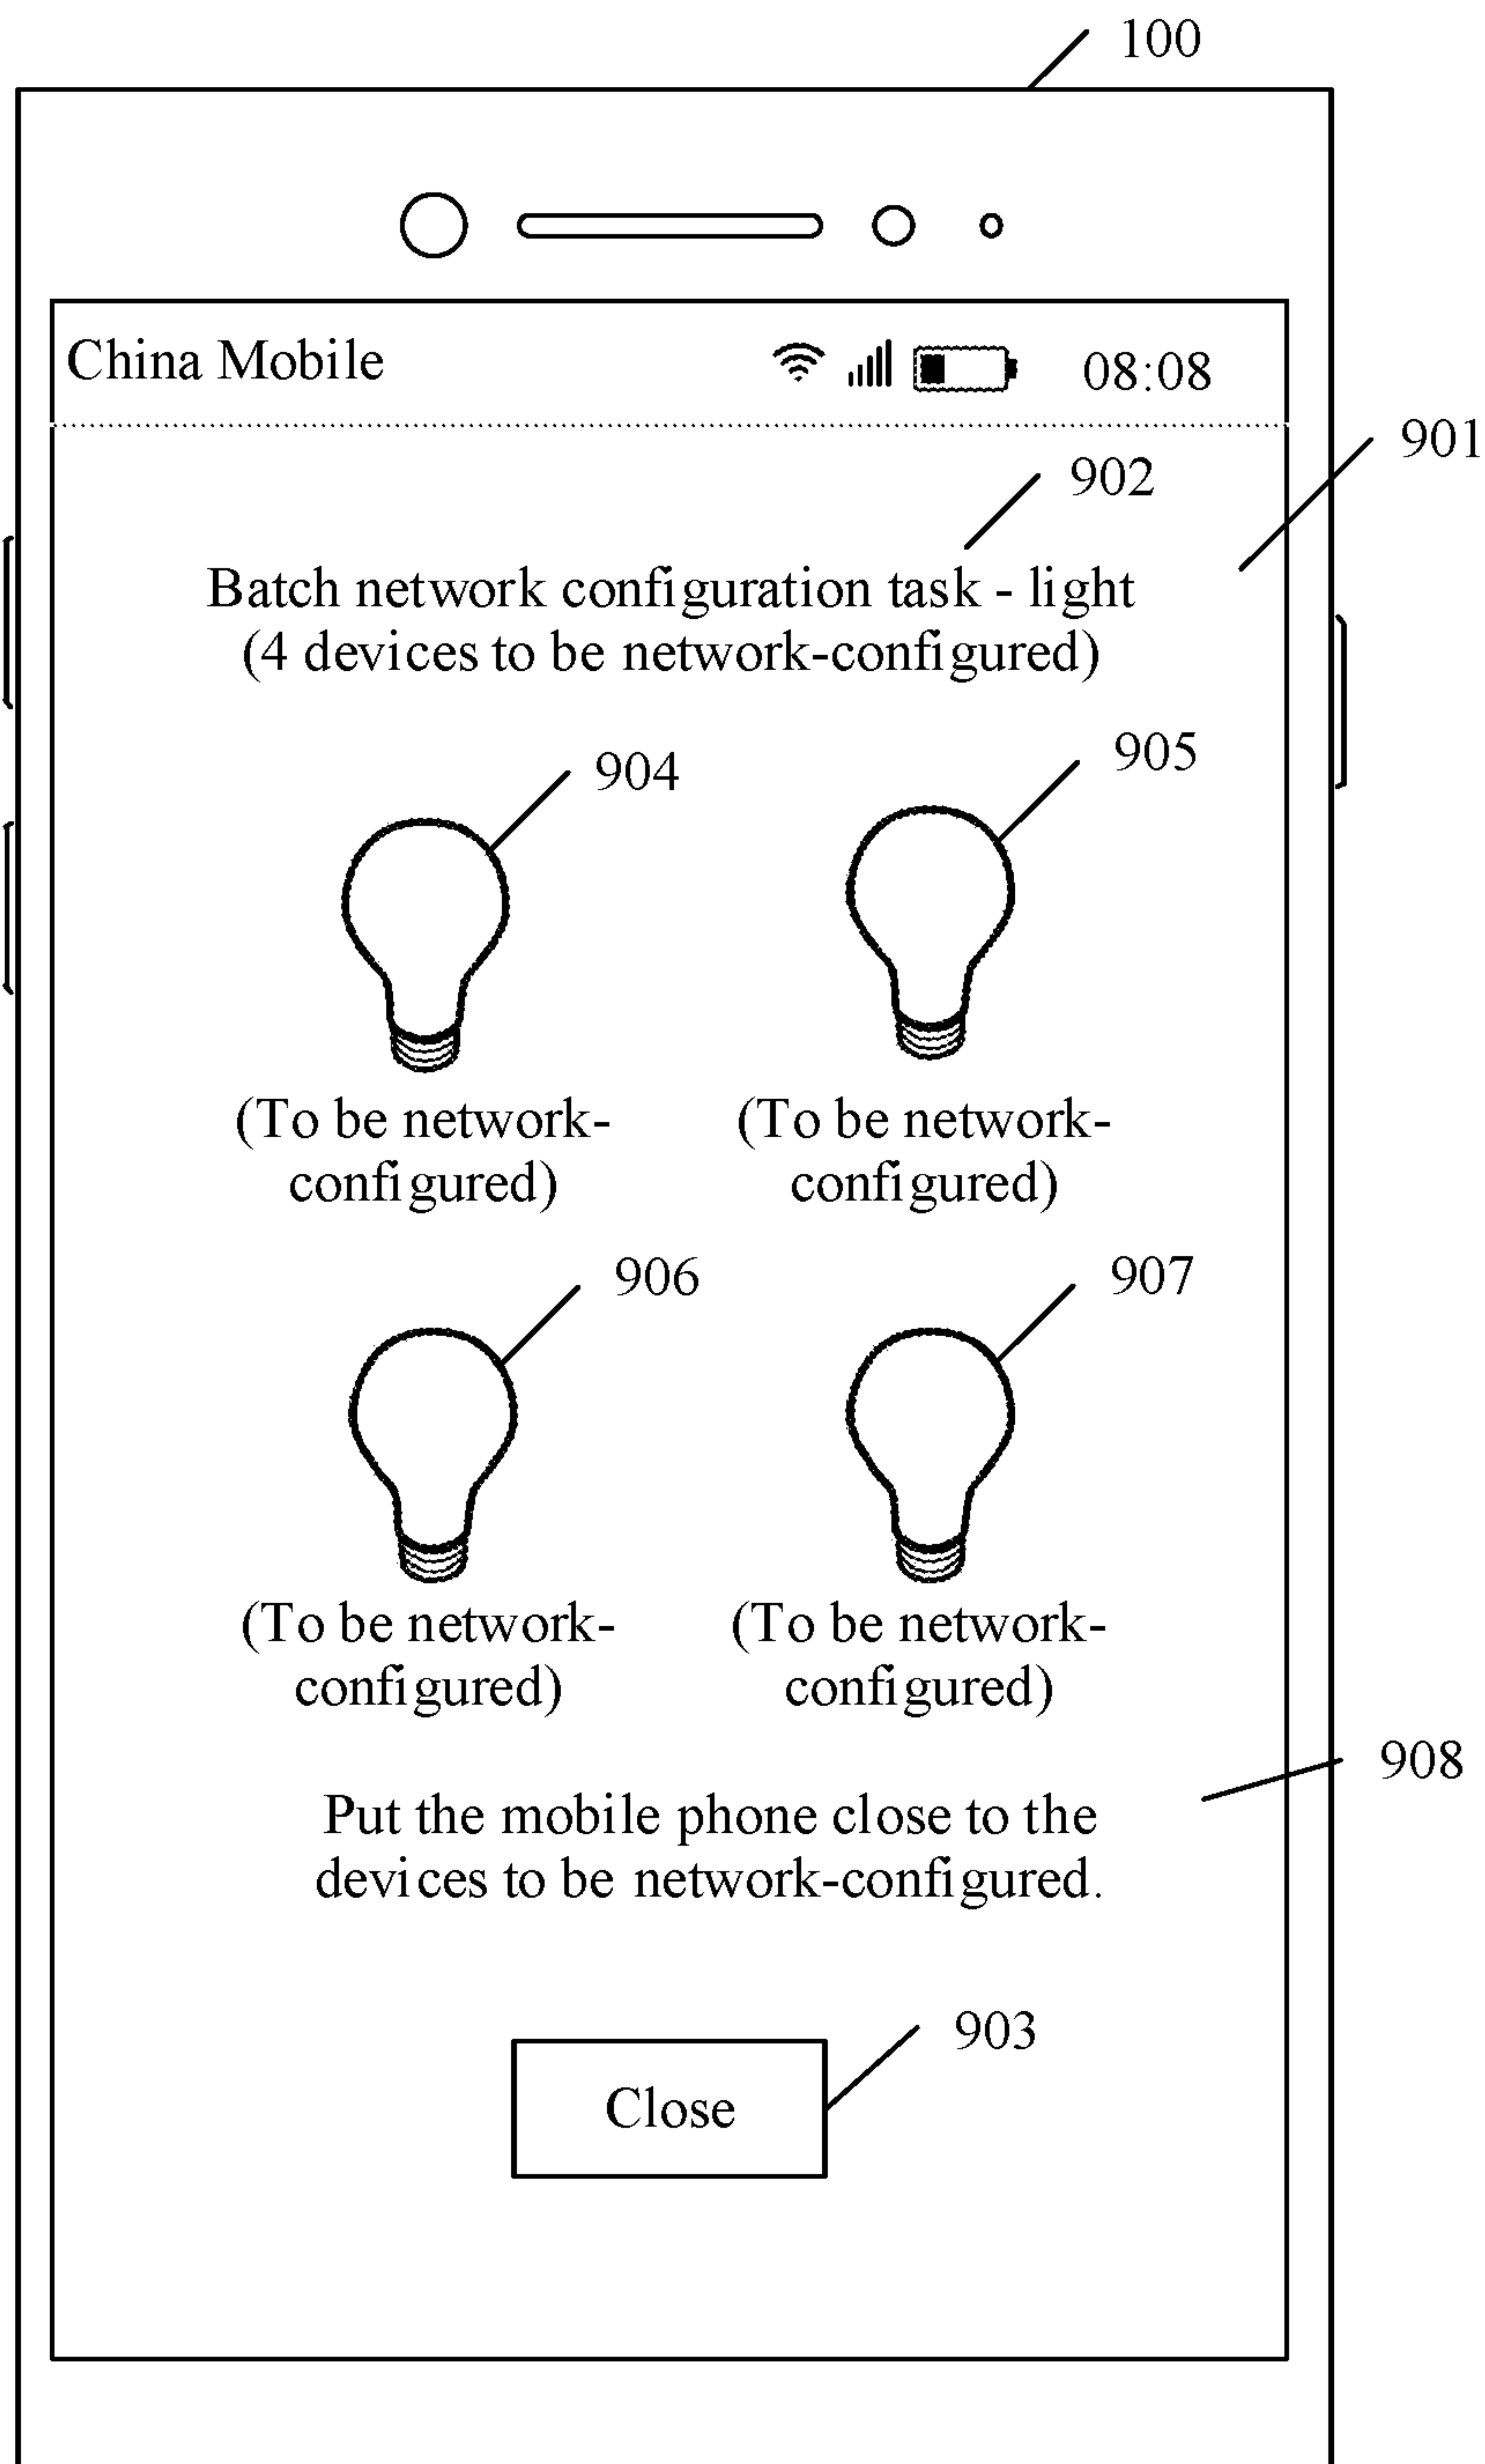 100
China Mobile 08:08
901
902
Batch network configuration task - light
(4 devices to be network-configured)
904
905
(To be network-
configured)
(To be network-
configured)
906
907
(To be network-
configured)
(To be network-
configured)
908
Put the mobile phone close to the
devices to be network-configured.
903
Close